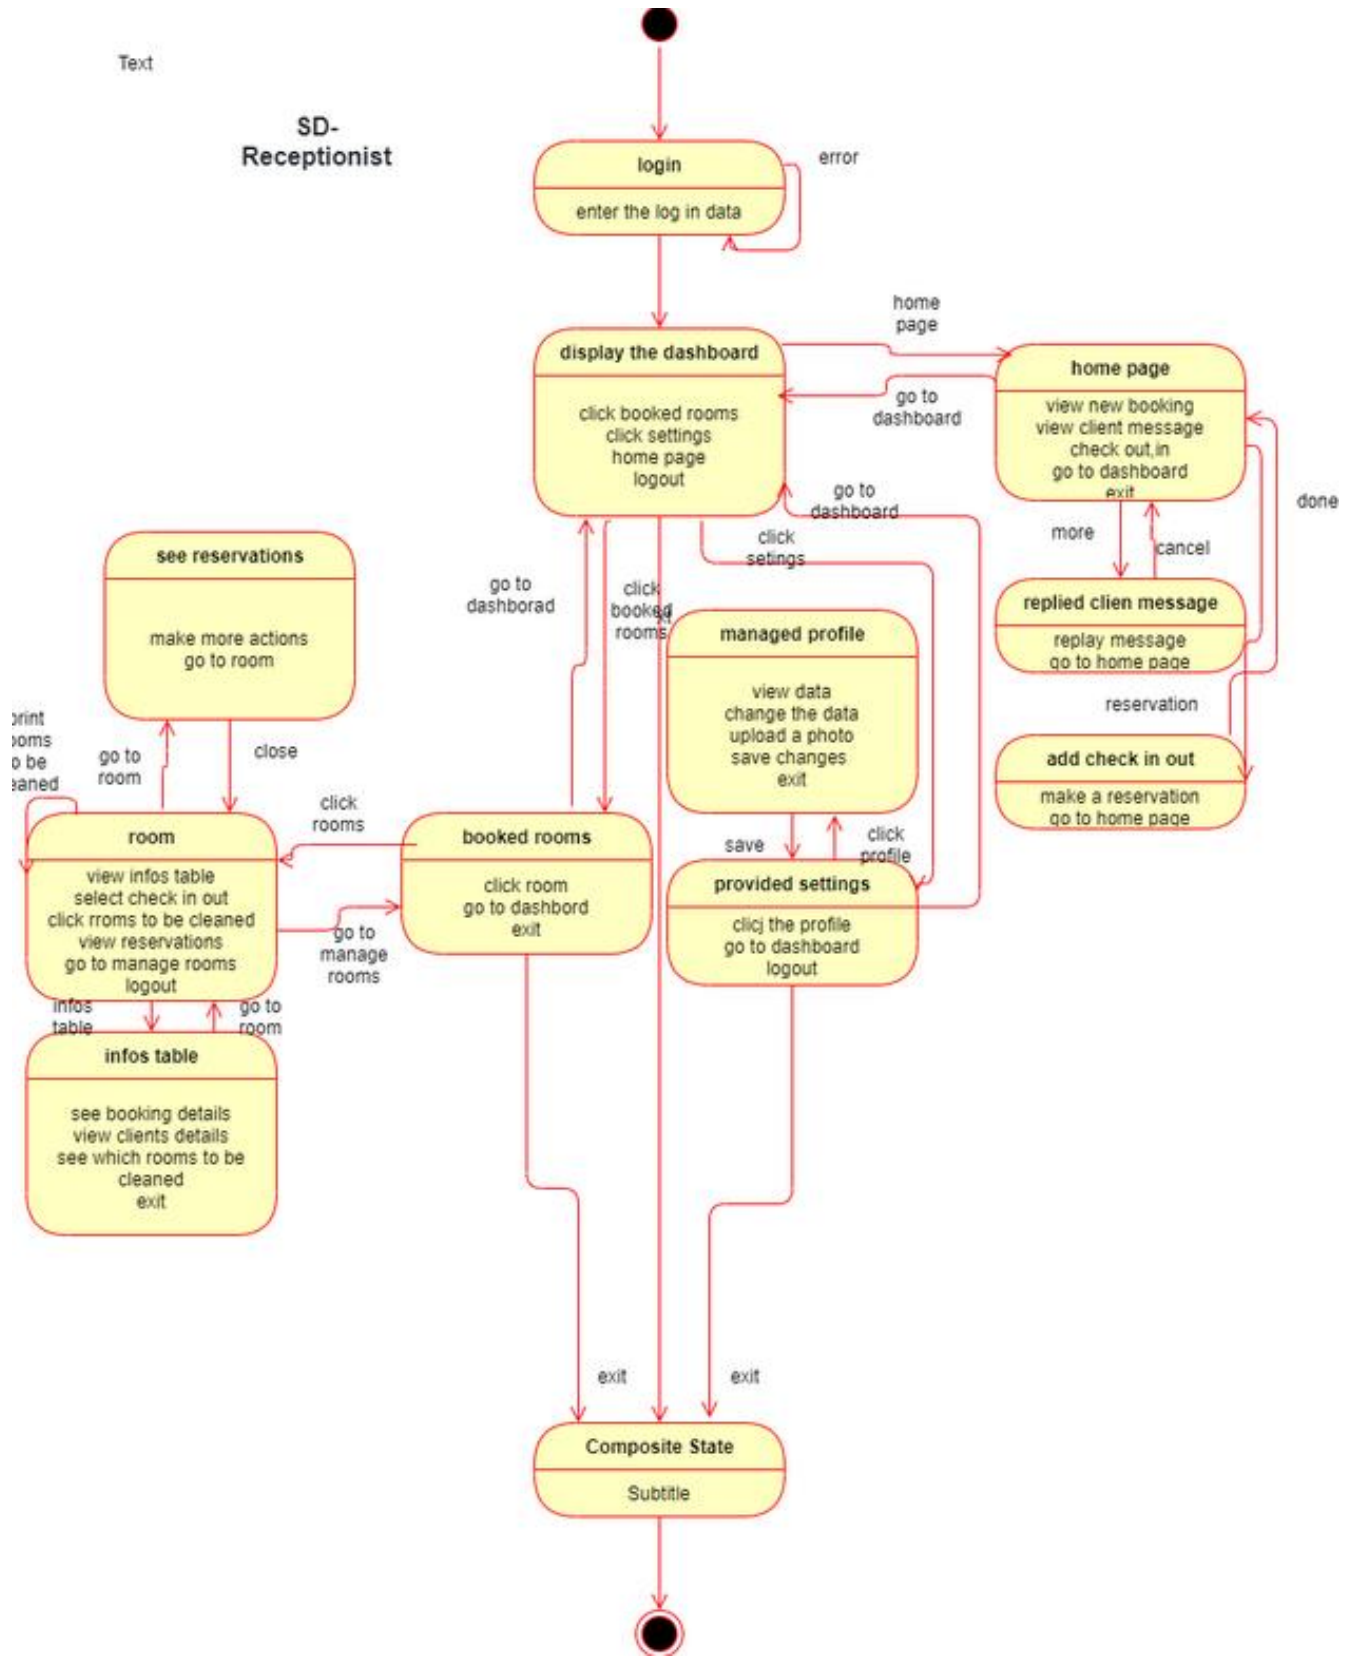 Text
SD-
Receptionist
login
enter the log in data
error
display the dashboard
click booked rooms
click settings
home page
logout
home
page
go to
dashboard
home page
view new booking
view client message
check out,in
go to dashboard
exit
done
more
cancel
replied clien message
replay message
go to home page
reservation
add check in out
make a reservation
go to home page
go to
dashboard
click
setings
go to
dashborad
click
booked
rooms
managed profile
view data
change the data
upload a photo
save changes
exit
save
click
profile
provided settings
clicj the profile
go to dashboard
logout
see reservations
make more actions
go to room
go to
room
close
room
view infos table
select check in out
click rroms to be cleaned
view reservations
go to manage rooms
logout
click
rooms
booked rooms
click room
go to dashbord
exit
go to
manage
rooms
infos
table
go to
room
infos table
see booking details
view clients details
see which rooms to be
cleaned
exit
exit
exit
Composite State
Subtitle